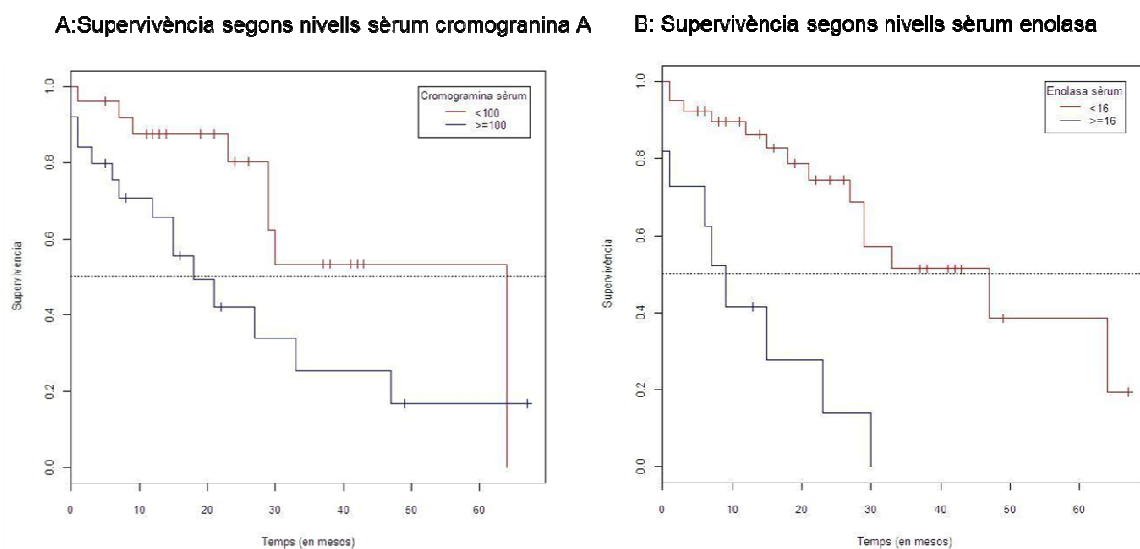 A:Supervivència segons nivells sèrum cromogranina A
B: Supervivència segons nivells sèrum enolasa
Cromogramina sèrum
<100
>=100
Supervivència
1.0
0.8
0.6
0.4
0.2
0.0
0 10 20 30 40 50 60
Temps (en mesos)
Enolasa sèrum
<16
>=16
Supervivència
1.0
0.8
0.6
0.4
0.2
0.0
0 10 20 30 40 50 60
Temps (en mesos)